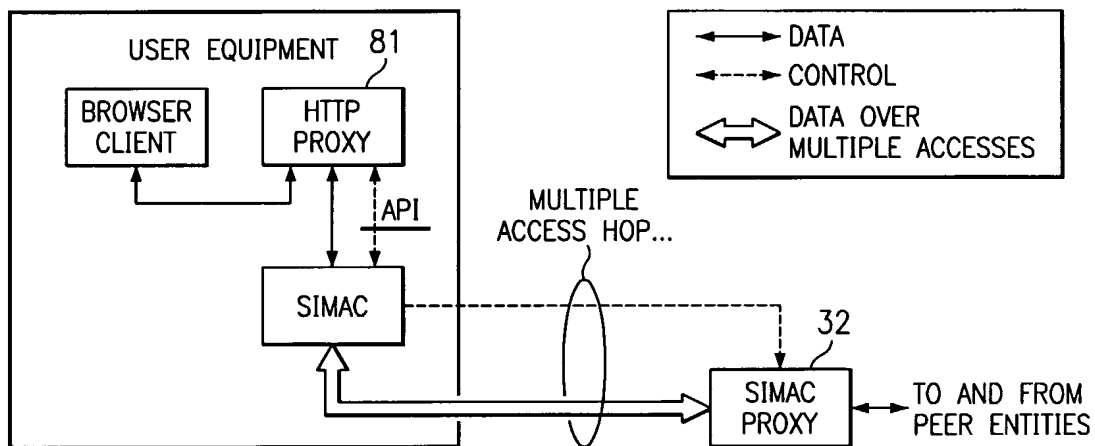 USER EQUIPMENT
81
BROWSER
CLIENT
HTTP
PROXY
API
SIMAC
DATA
CONTROL
DATA OVER
MULTIPLE ACCESSES
MULTIPLE
ACCESS HOP...
32
SIMAC
PROXY
TO AND FROM
PEER ENTITIES